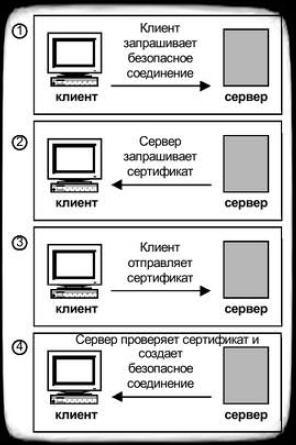 1
Клиент
запрашивает
безопасное
соединение
клиент
сервер
2
Сервер
запрашивает
сертификат
клиент
сервер
3
Клиент
отправляет
сертификат
клиент
сервер
4
Сервер проверяет сертификат и
создает
безопасное
соединение
клиент
сервер